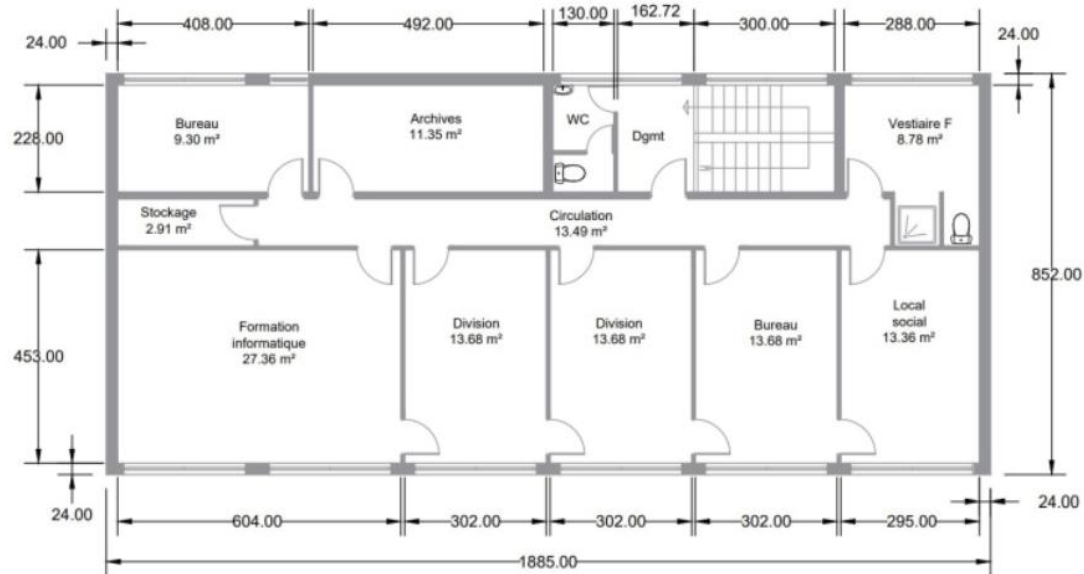 408.00
492.00
130.00
162.72
300.00
288.00
24.00
24.00
228.00
Bureau
9.30 m²
Archives
11.35 m²
WC
Dgmt
Vestiaire F
8.78 m²
Stockage
2.91 m²
Circulation
13.49 m²
852.00
453.00
Formation
informatique
27.36 m²
Division
13.68 m²
Division
13.68 m²
Bureau
13.68 m²
Local
social
13.36 m²
24.00
24.00
604.00
302.00
302.00
302.00
295.00
1885.00